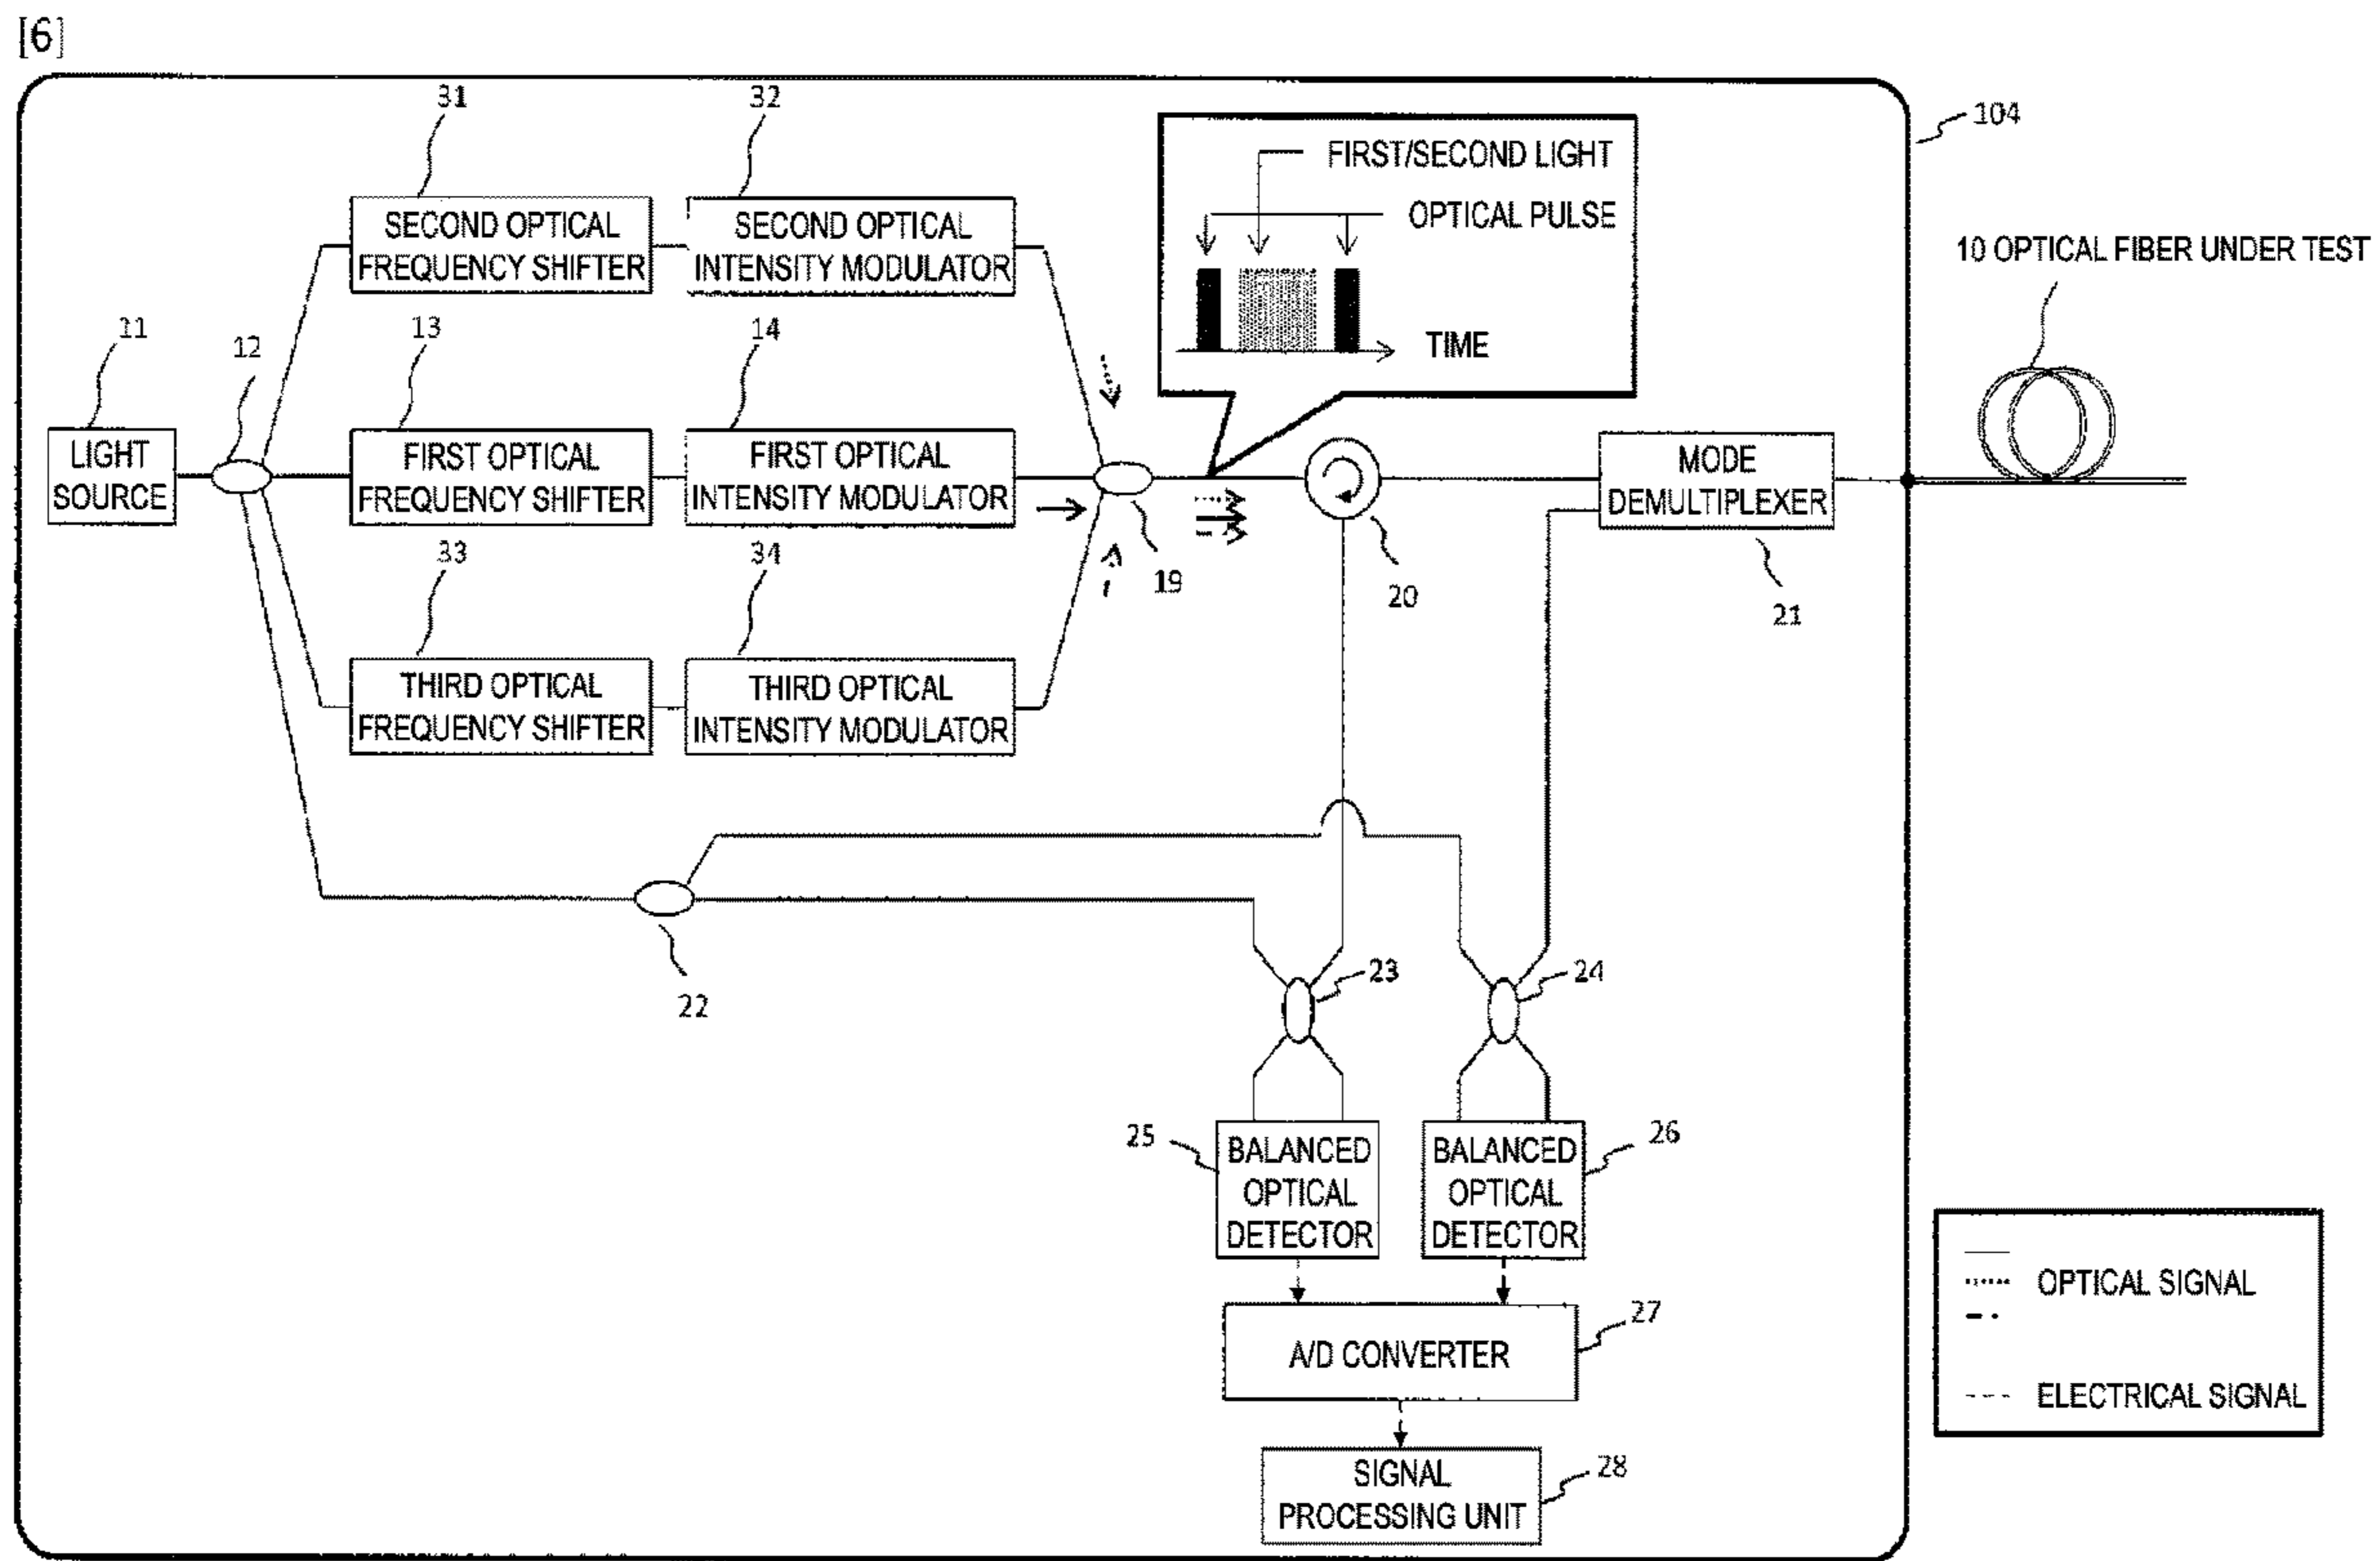 [6]
31
32
104
FIRST/SECOND LIGHT
OPTICAL PULSE
TIME
SECOND OPTICAL
FREQUENCY SHIFTER
SECOND OPTICAL
INTENSITY MODULATOR
10 OPTICAL FIBER UNDER TEST
11
12
13
14
LIGHT
SOURCE
FIRST OPTICAL
FREQUENCY SHIFTER
FIRST OPTICAL
INTENSITY MODULATOR
MODE
DEMULTIPLEXER
19
20
21
33
34
THIRD OPTICAL
FREQUENCY SHIFTER
THIRD OPTICAL
INTENSITY MODULATOR
22
23
24
25
BALANCED
OPTICAL
DETECTOR
BALANCED
OPTICAL
DETECTOR
26
A/D CONVERTER
27
SIGNAL
PROCESSING UNIT
28
OPTICAL SIGNAL
ELECTRICAL SIGNAL